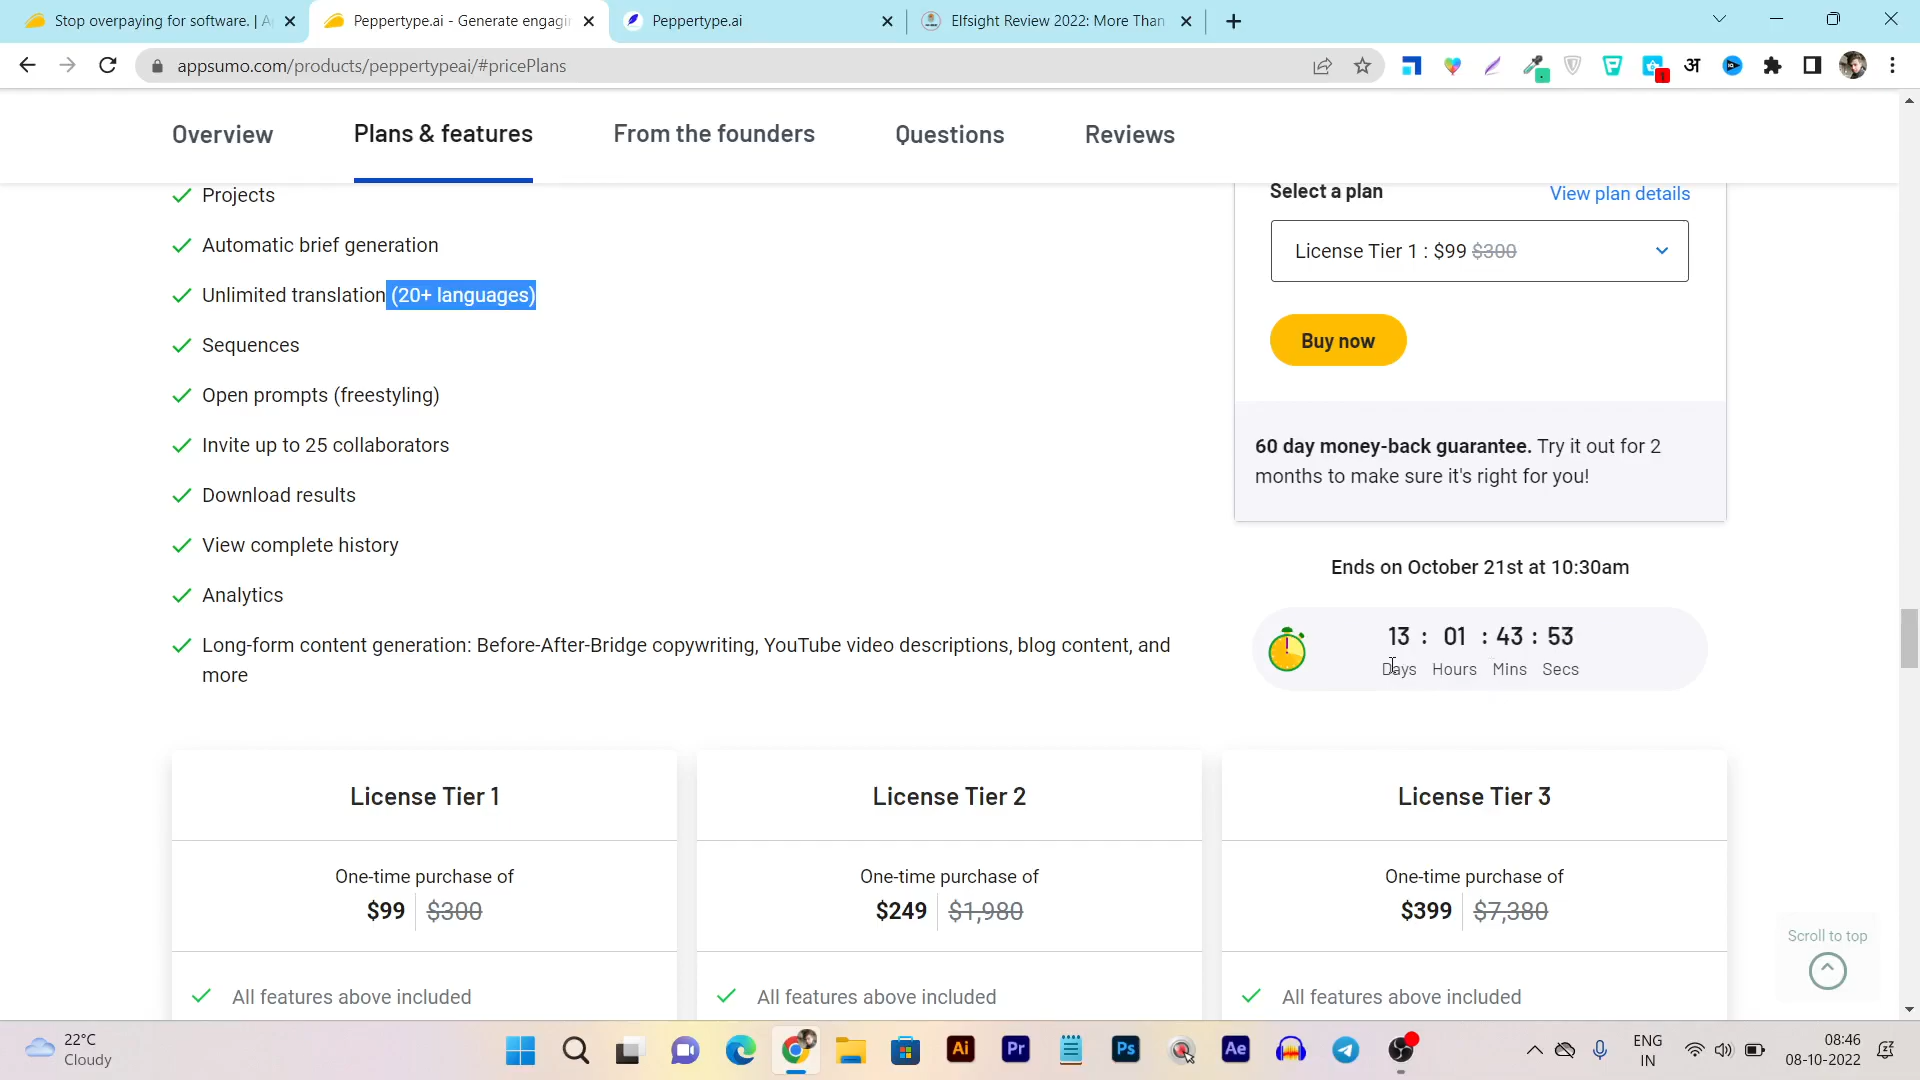 Stop overpaying for software. | A
Peppertype.ai - Generate engagi
Peppertype.ai
Elfsight Review 2022: More Than
appsumo.com/products/peppertypeai/#pricePlans
अ
1
Overview
Plans & features
From the founders
Questions
Reviews
Projects
Automatic brief generation
Unlimited translation (20+ languages)
Sequences
Open prompts (freestyling)
Invite up to 25 collaborators
Download results
View complete history
Analytics
Long-form content generation: Before-After-Bridge copywriting, YouTube video descriptions, blog content, and
more
Select a plan
View plan details
License Tier 1 : $99 $300
Buy now
60 day money-back guarantee. Try it out for 2
months to make sure it's right for you!
Ends on October 21st at 10:30am
13 : 01 : 43 : 53
Days Hours Mins Secs
License Tier 1
One-time purchase of
$99 $300
All features above included
License Tier 2
One-time purchase of
$249 $1,980
All features above included
License Tier 3
One-time purchase of
$399 $7,380
All features above included
Scroll to top
22°C
Cloudy
Ai
Pr
Ps
Ae
ENG
IN
08:46
08-10-2022